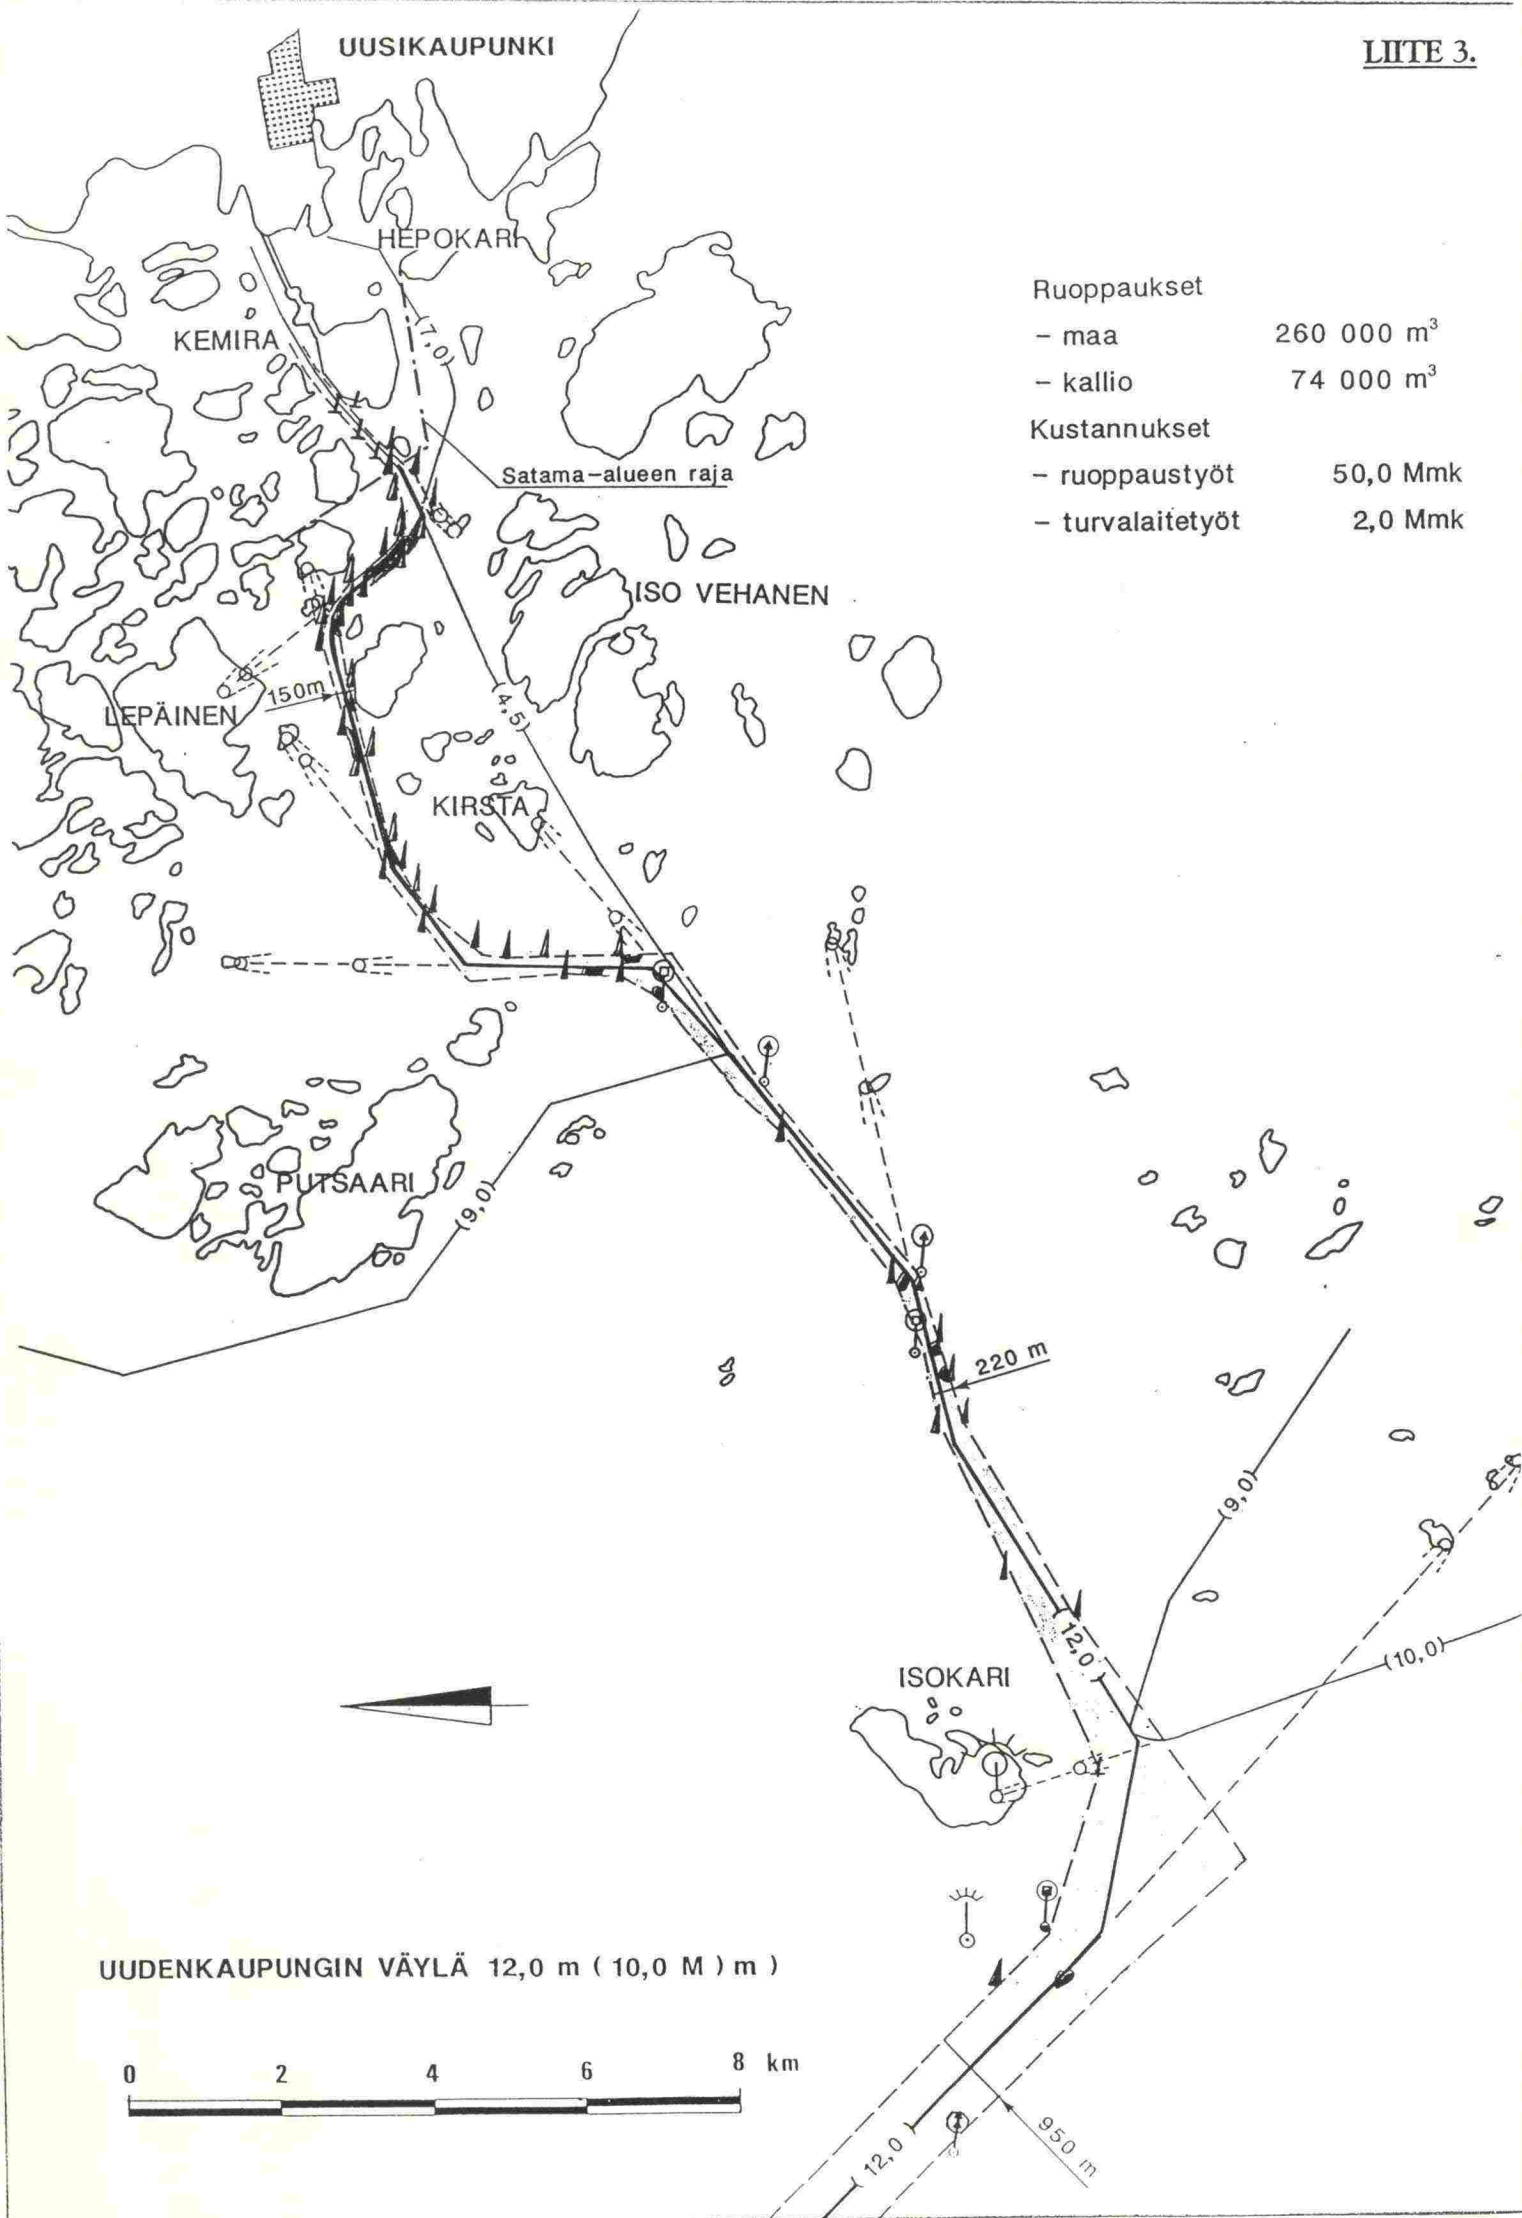 LIITE 3.
UUSIKAUPUNKI
HEPOKARI
KEMIRA
(7,0)
Ruoppaukset
- maa 260 000 m³
- kallio 74 000 m³
Kustannukset
- ruoppaustyöt 50,0 Mmk
- turvalaitetyöt 2,0 Mmk
Satama-alueen raja
ISO VEHANEN
150m
LEPÄINEN
(4,5)
KIRSTA
PUTSAARI
(9,0)
220 m
(9,0)
(12,0)
(10,0)
ISOKARI
UUDENKAUPUNGIN VÄYLÄ 12,0 m ( 10,0 M ) m )
0 2 4 6 8 km
950 m
(12,0)